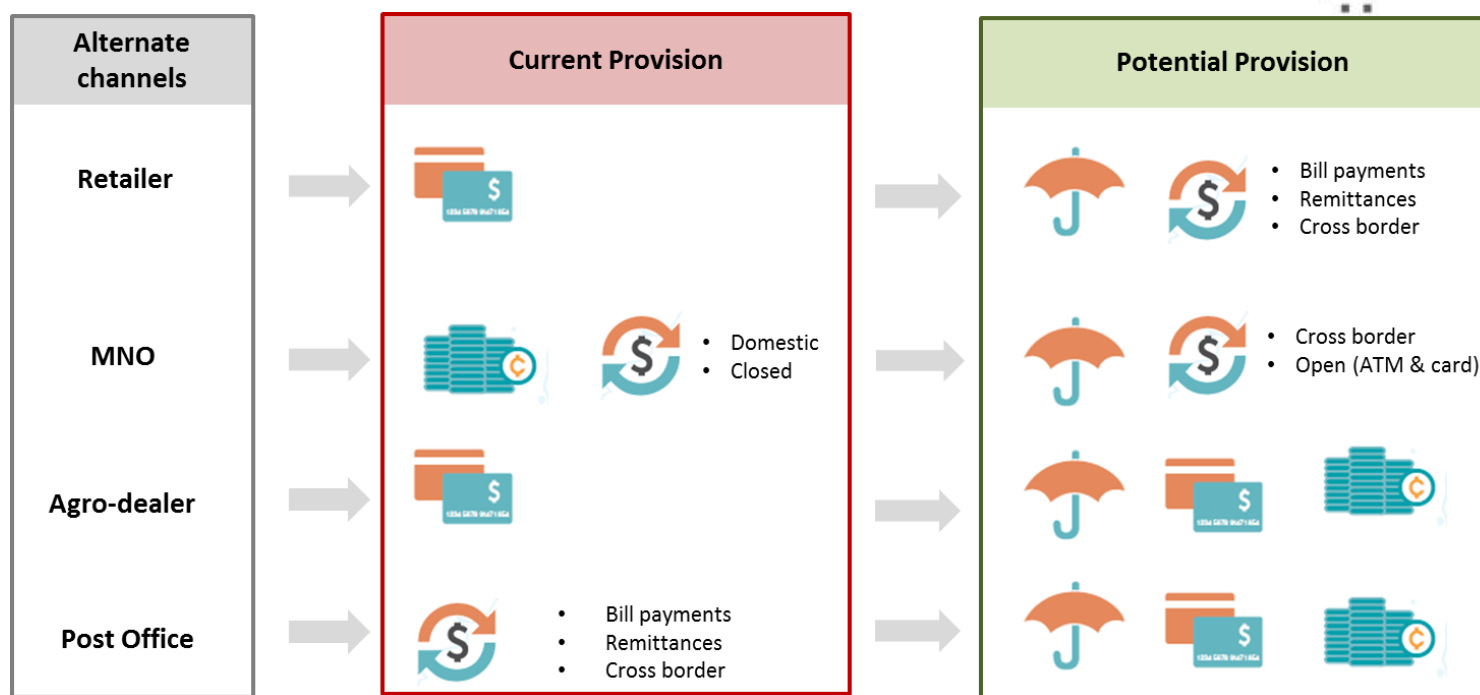 Alternate
channels
Current Provision
Potential Provision
Retailer
$
• Bill payments
• Remittances
• Cross border
$
MNO
¢
$
• Domestic
• Closed
$
• Cross border
• Open (ATM & card)
Agro-dealer
$
$
¢
Post Office
$
• Bill payments
• Remittances
• Cross border
$
¢